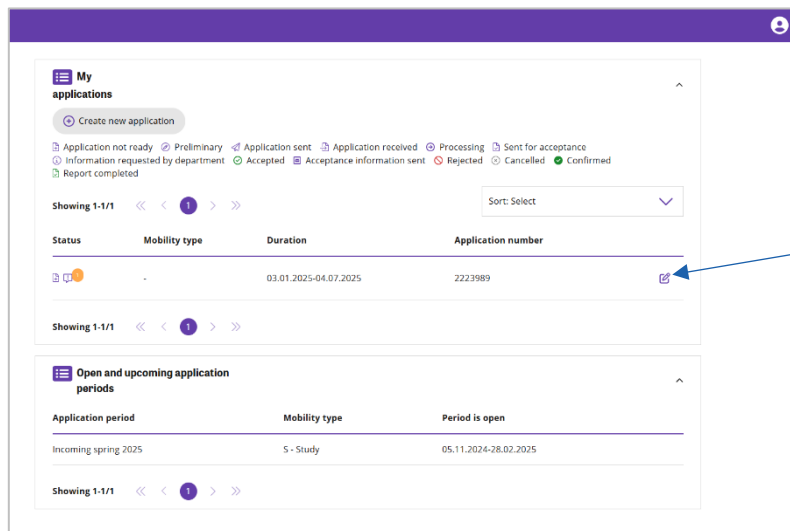 My
applications
Create new application
Application not ready Preliminary Application sent Application received Processing Sent for acceptance
Information requested by department Accepted Acceptance information sent Rejected Cancelled Confirmed
Report completed
Showing 1-1/1 1 Sort: Select
Status Mobility type Duration Application number
- 03.01.2025-04.07.2025 2223989
Showing 1-1/1 1
Open and upcoming application
periods
Application period Mobility type Period is open
Incoming spring 2025 S - Study 05.11.2024-28.02.2025
Showing 1-1/1 1